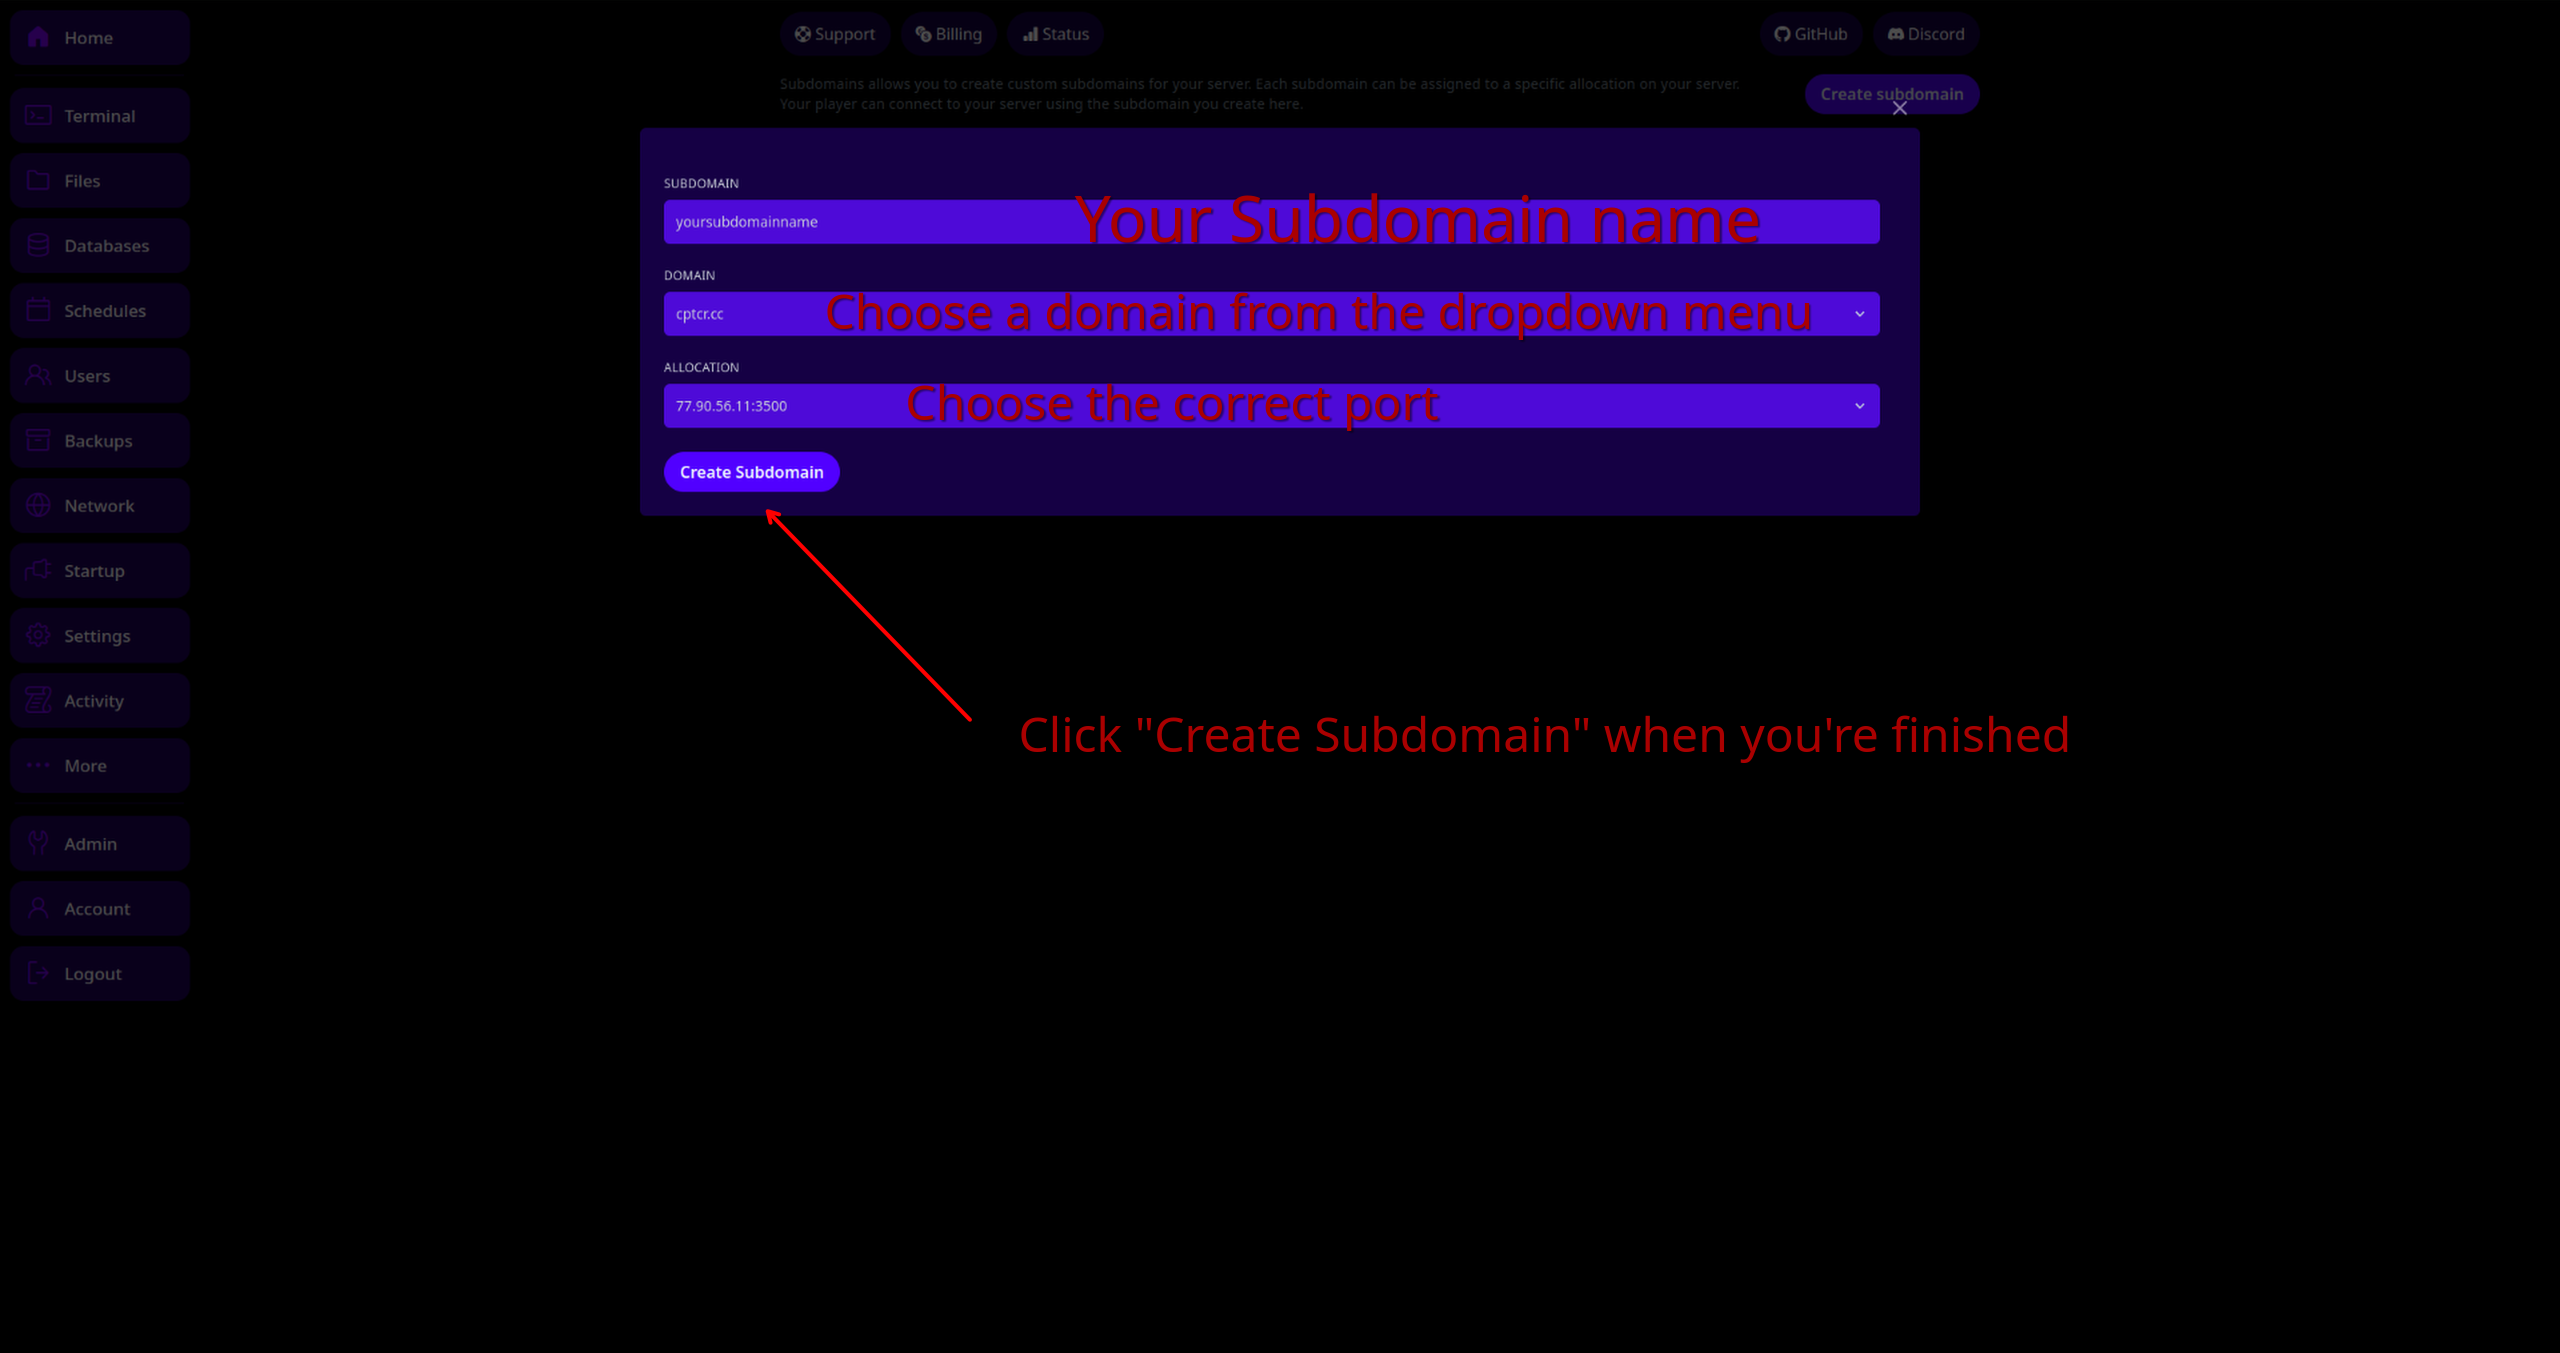 Home
Terminal
Files
Databases
Schedules
Users
Backups
Network
Startup
Settings
Activity
More
Admin
Account
Logout
Support
Billing
Status
GitHub
Discord
Subdomains allows you to create custom subdomains for your server. Each subdomain can be assigned to a specific allocation on your server.
Your player can connect to your server using the subdomain you create here.
Create subdomain
SUBDOMAIN
yoursubdomainname
Your Subdomain name
DOMAIN
cptcr.cc
Choose a domain from the dropdown menu
ALLOCATION
77.90.56.11:3500
Choose the correct port
Create Subdomain
Click "Create Subdomain" when you're finished